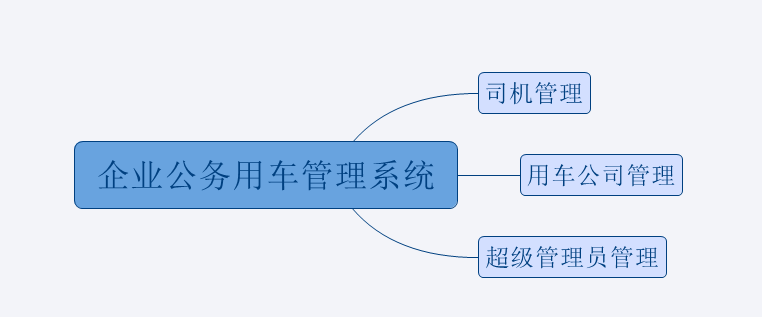 司机管理
企业公务用车管理系统
用车公司管理
超级管理员管理